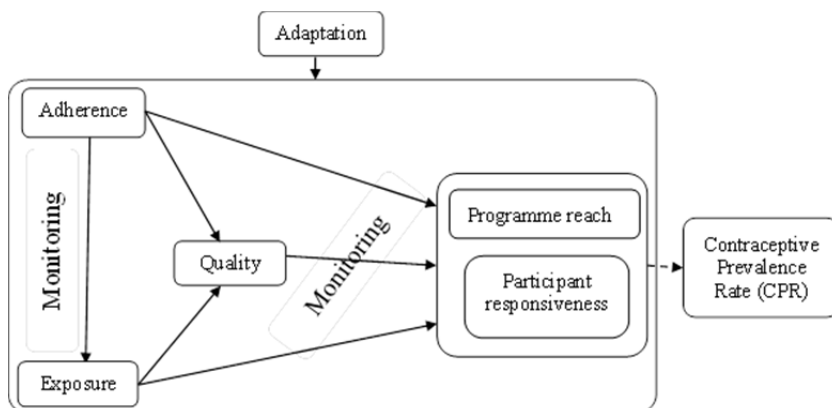 Adaptation
Adherence
Monitoring
Monitoring
Programme reach
Quality
Participant
responsiveness
Contraceptive
Prevalence
Rate (CPR)
Exposure